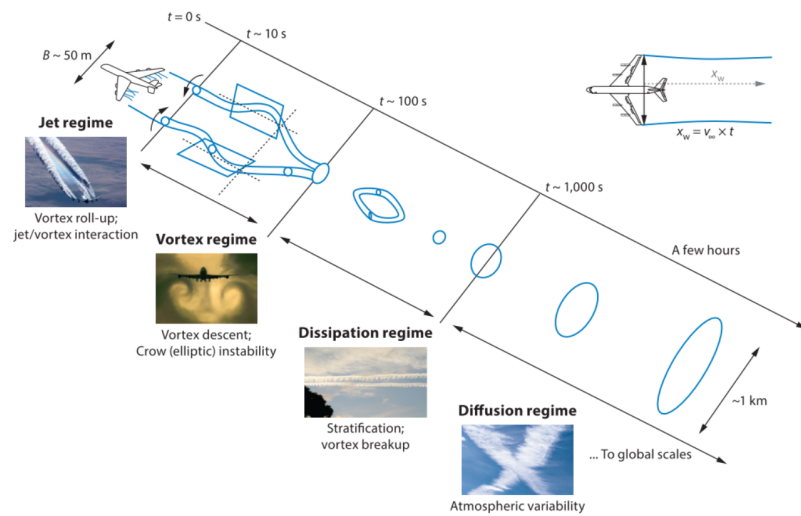 t = 0 s
t ~ 10 s
B ~ 50 m
t ~ 100 s
x_w
x_w = v_∞ × t
Jet regime
Vortex roll-up;
jet/vortex interaction
t ~ 1,000 s
Vortex regime
A few hours
Vortex descent;
Crow (elliptic) instability
Dissipation regime
Stratification;
vortex breakup
~1 km
Diffusion regime
... To global scales
Atmospheric variability